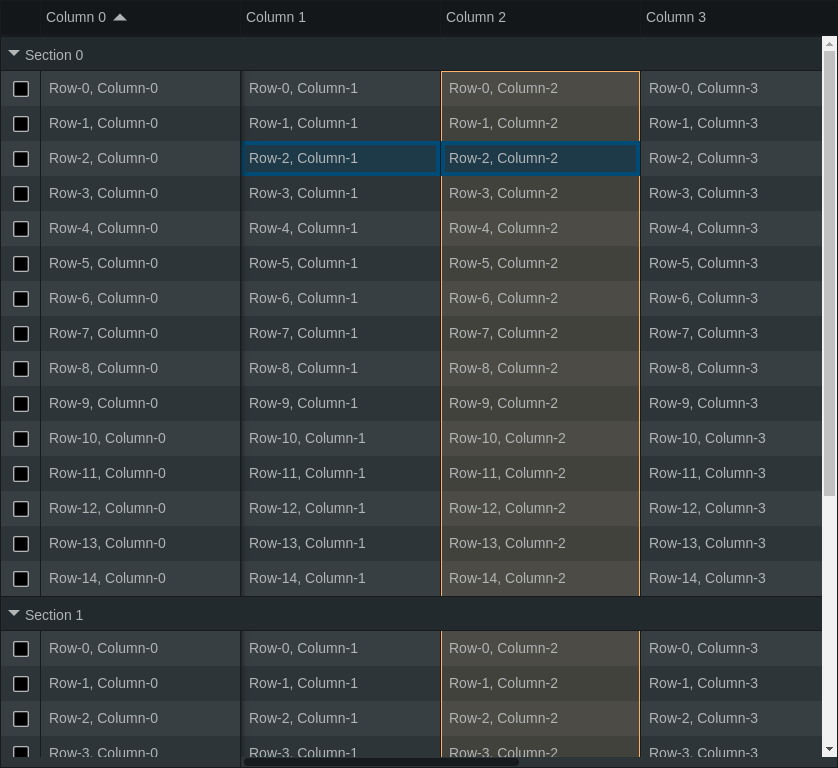 Column 0 Column 1 Column 2 Column 3
Section 0
Row-0, Column-0 Row-0, Column-1 Row-0, Column-2 Row-0, Column-3
Row-1, Column-0 Row-1, Column-1 Row-1, Column-2 Row-1, Column-3
Row-2, Column-0 Row-2, Column-1 Row-2, Column-2 Row-2, Column-3
Row-3, Column-0 Row-3, Column-1 Row-3, Column-2 Row-3, Column-3
Row-4, Column-0 Row-4, Column-1 Row-4, Column-2 Row-4, Column-3
Row-5, Column-0 Row-5, Column-1 Row-5, Column-2 Row-5, Column-3
Row-6, Column-0 Row-6, Column-1 Row-6, Column-2 Row-6, Column-3
Row-7, Column-0 Row-7, Column-1 Row-7, Column-2 Row-7, Column-3
Row-8, Column-0 Row-8, Column-1 Row-8, Column-2 Row-8, Column-3
Row-9, Column-0 Row-9, Column-1 Row-9, Column-2 Row-9, Column-3
Row-10, Column-0 Row-10, Column-1 Row-10, Column-2 Row-10, Column-3
Row-11, Column-0 Row-11, Column-1 Row-11, Column-2 Row-11, Column-3
Row-12, Column-0 Row-12, Column-1 Row-12, Column-2 Row-12, Column-3
Row-13, Column-0 Row-13, Column-1 Row-13, Column-2 Row-13, Column-3
Row-14, Column-0 Row-14, Column-1 Row-14, Column-2 Row-14, Column-3
Section 1
Row-0, Column-0 Row-0, Column-1 Row-0, Column-2 Row-0, Column-3
Row-1, Column-0 Row-1, Column-1 Row-1, Column-2 Row-1, Column-3
Row-2, Column-0 Row-2, Column-1 Row-2, Column-2 Row-2, Column-3
Row-3, Column-0 Row-3, Column-1 Row-3, Column-2 Row-3, Column-3